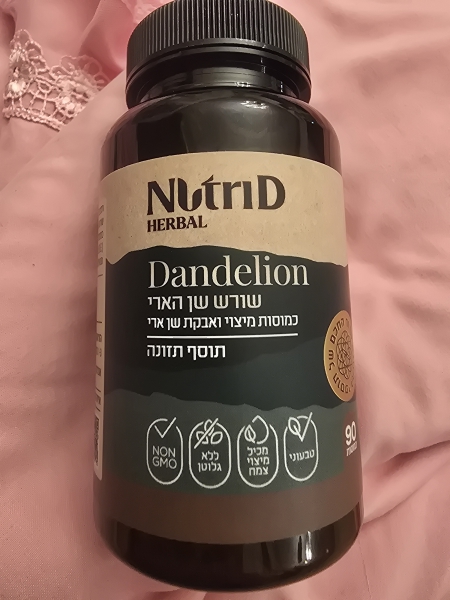 NutriD
HERBAL
Dandelion
שורש שן הארי
כמוסות מיצוי ואבקת שן ארי
תוסף תזונה
NON
GMO
ללא
גלוטן
מכיל
מיצוי
צמח
טבעוני
90